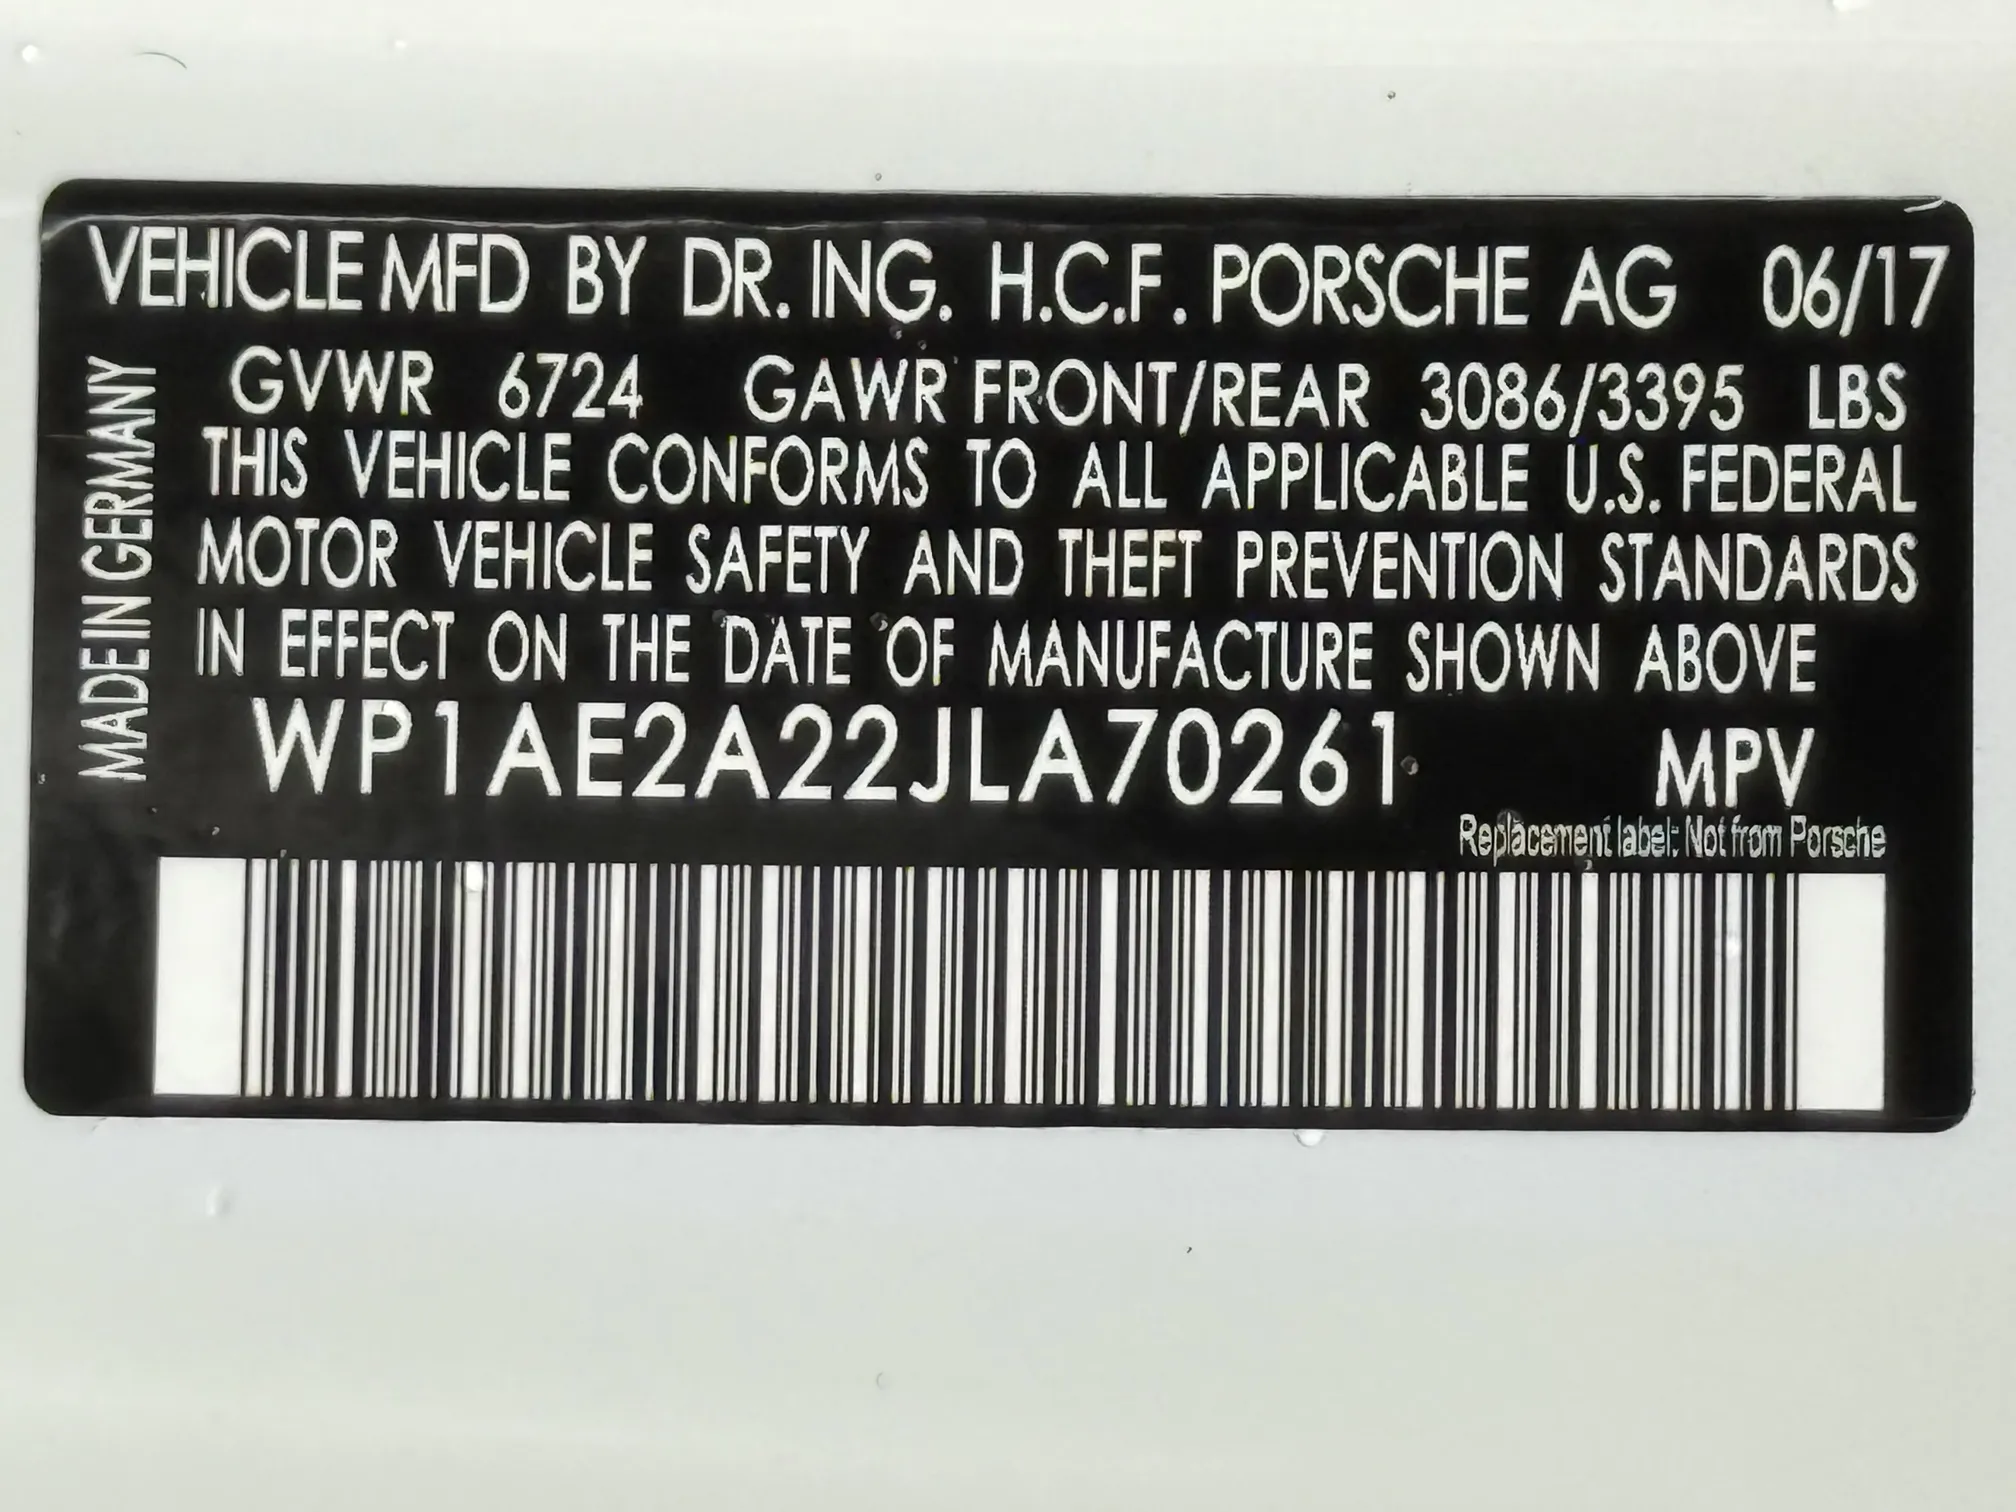 VEHICLE MFD BY DR. ING. H.C.F. PORSCHE AG 06/17
GVWR 6724 GAWR FRONT/REAR 3086/3395 LBS
THIS VEHICLE CONFORMS TO ALL APPLICABLE U.S. FEDERAL
MOTOR VEHICLE SAFETY AND THEFT PREVENTION STANDARDS
IN EFFECT ON THE DATE OF MANUFACTURE SHOWN ABOVE
WP1AE2A22JLA70261 MPV
Replacement label: Not from Porsche
MADE IN GERMANY